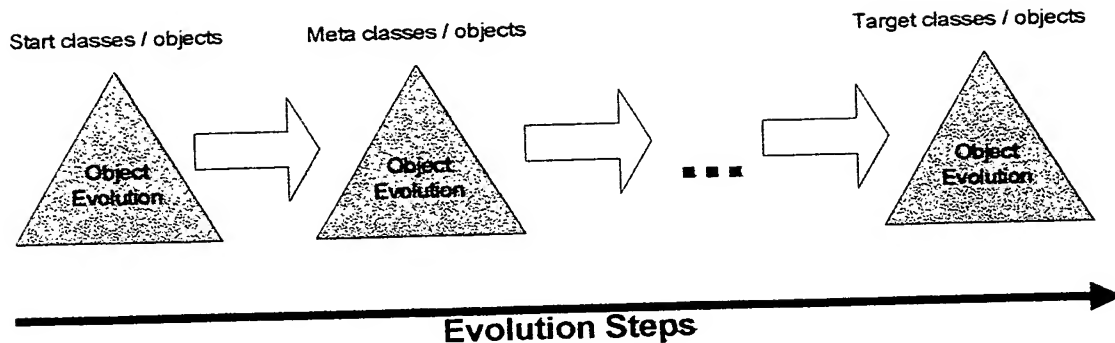 Start classes / objects
Meta classes / objects
Target classes / objects
Object
Evolution
Object
Evolution
...
Object
Evolution
Evolution Steps